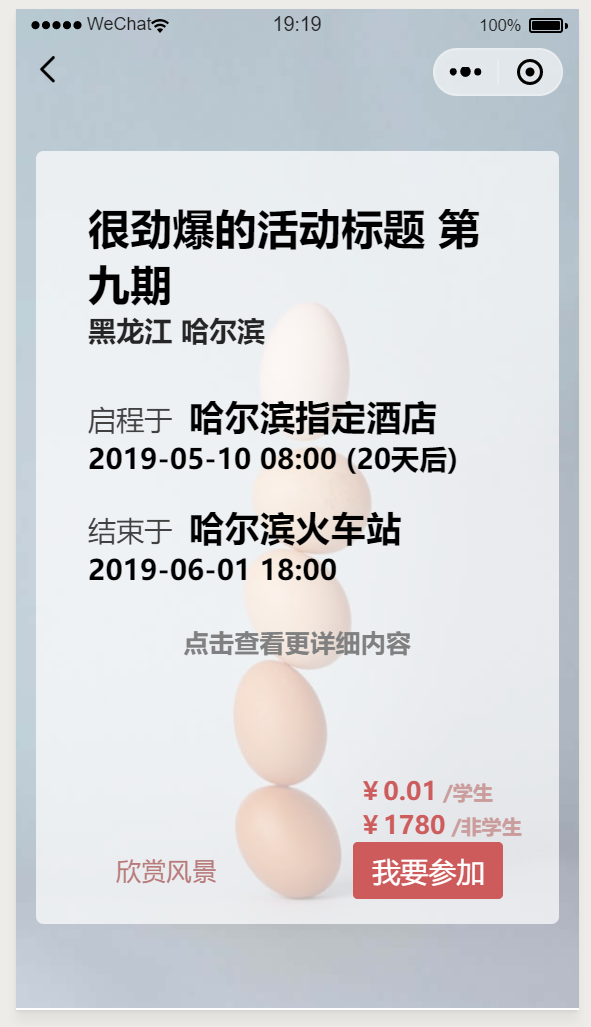 WeChat 19:19 100%
很劲爆的活动标题 第
九期
黑龙江 哈尔滨
启程于 哈尔滨指定酒店
2019-05-10 08:00 (20天后)
结束于 哈尔滨火车站
2019-06-01 18:00
点击查看更详细内容
￥0.01 /学生
￥1780 /非学生
欣赏风景 我要参加